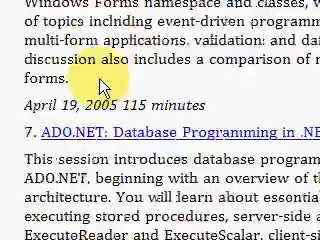 Windows Forms namespace and classes, w
of topics including event-driven programm
multi-form applications, validation; and da
discussion also includes a comparison of r
forms.
April 19, 2005 115 minutes
7. ADO.NET: Database Programming in .NE
This session introduces database program
ADO.NET, beginning with an overview of th
architecture. You will learn about essentia
executing stored procedures, server-side a
ExecuteReader and ExecuteScalar, client-si